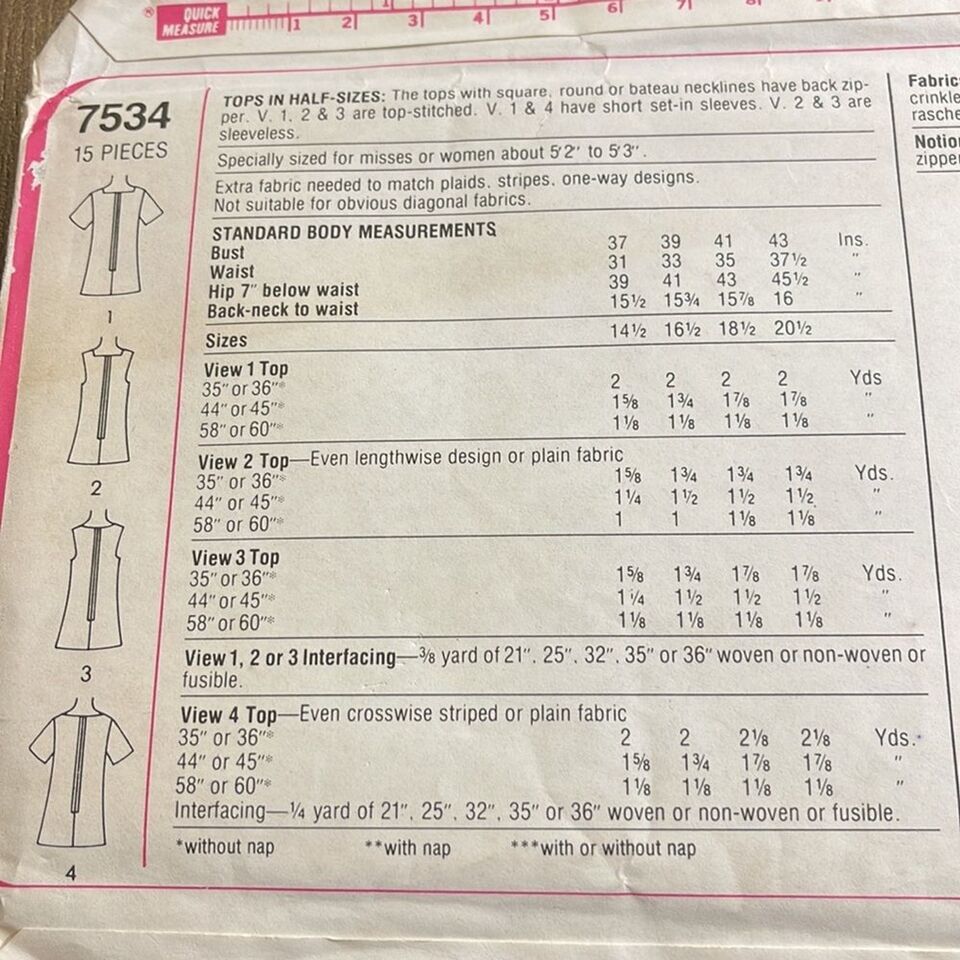 ® QUICK MEASURE 1 2 3 4 5 6
7534
15 PIECES
1
2
3
4
TOPS IN HALF-SIZES: The tops with square, round or bateau necklines have back zip-
per. V. 1, 2 & 3 are top-stitched. V. 1 & 4 have short set-in sleeves. V. 2 & 3 are
sleeveless.
Specially sized for misses or women about 5'2" to 5'3".
Extra fabric needed to match plaids, stripes, one-way designs.
Not suitable for obvious diagonal fabrics.
STANDARD BODY MEASUREMENTS
Bust 37 39 41 43 Ins.
Waist 31 33 35 37½ "
Hip 7" below waist 39 41 43 45½ "
Back-neck to waist 15½ 15¾ 15⅞ 16 "
Sizes 14½ 16½ 18½ 20½
View 1 Top
35" or 36"* 2 2 2 2 Yds
44" or 45"* 1⅝ 1¾ 1⅞ 1⅞ "
58" or 60"* 1⅛ 1⅛ 1⅛ 1⅛ "
View 2 Top—Even lengthwise design or plain fabric
35" or 36"* 1⅝ 1¾ 1¾ 1¾ Yds.
44" or 45"* 1¼ 1½ 1½ 1½ "
58" or 60"* 1 1 1⅛ 1⅛ "
View 3 Top
35" or 36"* 1⅝ 1¾ 1⅞ 1⅞ Yds.
44" or 45"* 1¼ 1½ 1½ 1½ "
58" or 60"* 1⅛ 1⅛ 1⅛ 1⅛ "
View 1, 2 or 3 Interfacing—⅜ yard of 21", 25", 32", 35" or 36" woven or non-woven or
fusible.
View 4 Top—Even crosswise striped or plain fabric
35" or 36"* 2 2 2⅛ 2⅛ Yds.
44" or 45"* 1⅝ 1¾ 1⅞ 1⅞ "
58" or 60"* 1⅛ 1⅛ 1⅛ 1⅛ "
Interfacing—¼ yard of 21", 25", 32", 35" or 36" woven or non-woven or fusible.
*without nap **with nap ***with or without nap
Fabric
crinkle
rasche
Notio
zipper